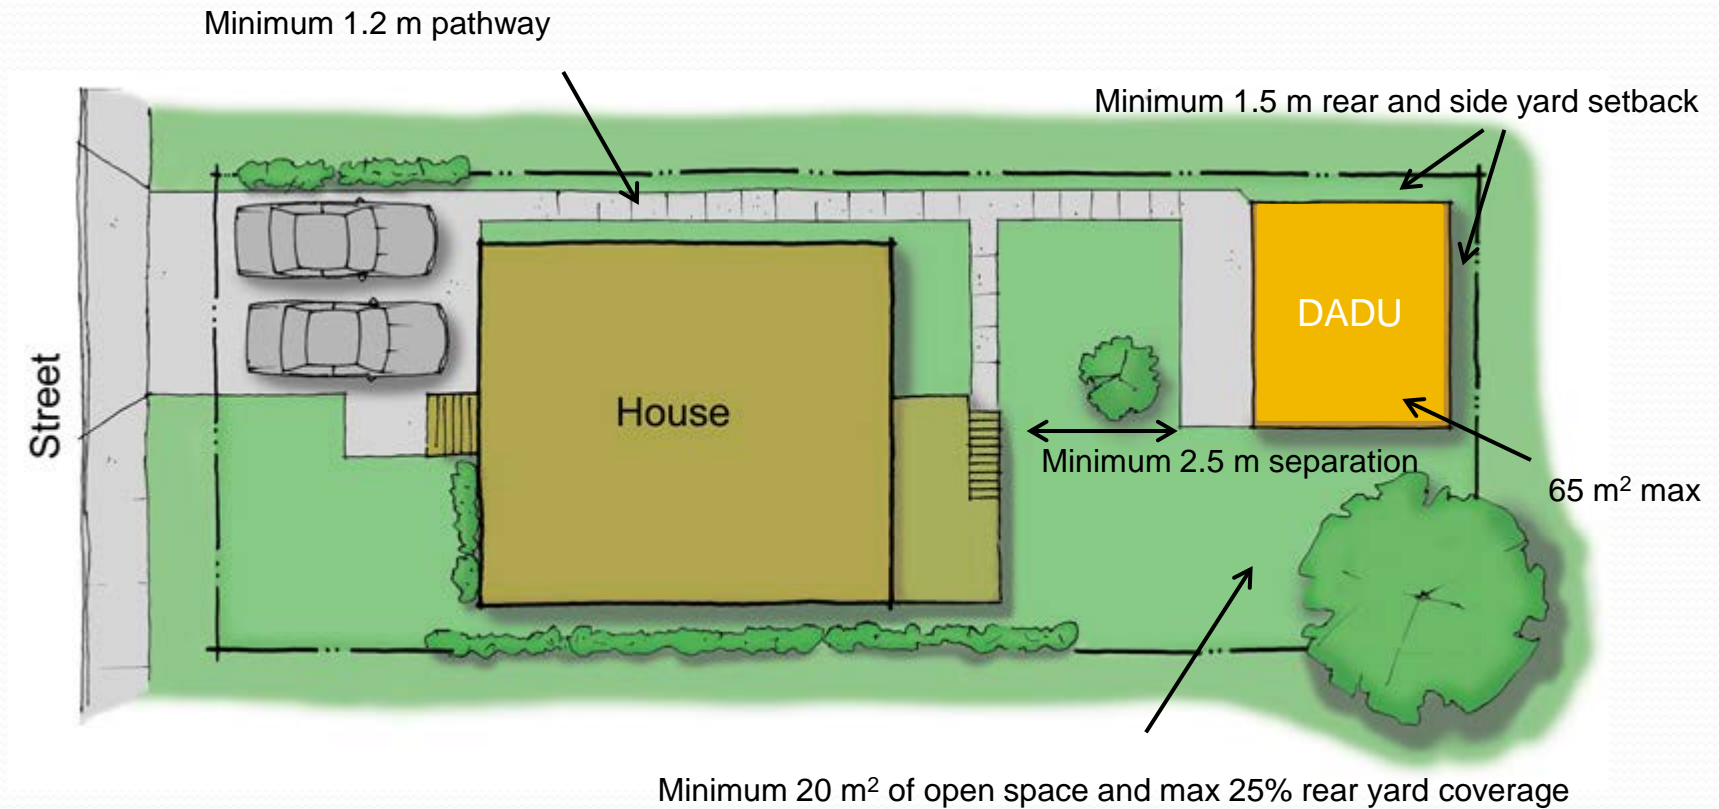 Minimum 1.2 m pathway
Minimum 1.5 m rear and side yard setback
DADU
Street
House
Minimum 2.5 m separation
65 m² max
Minimum 20 m² of open space and max 25% rear yard coverage